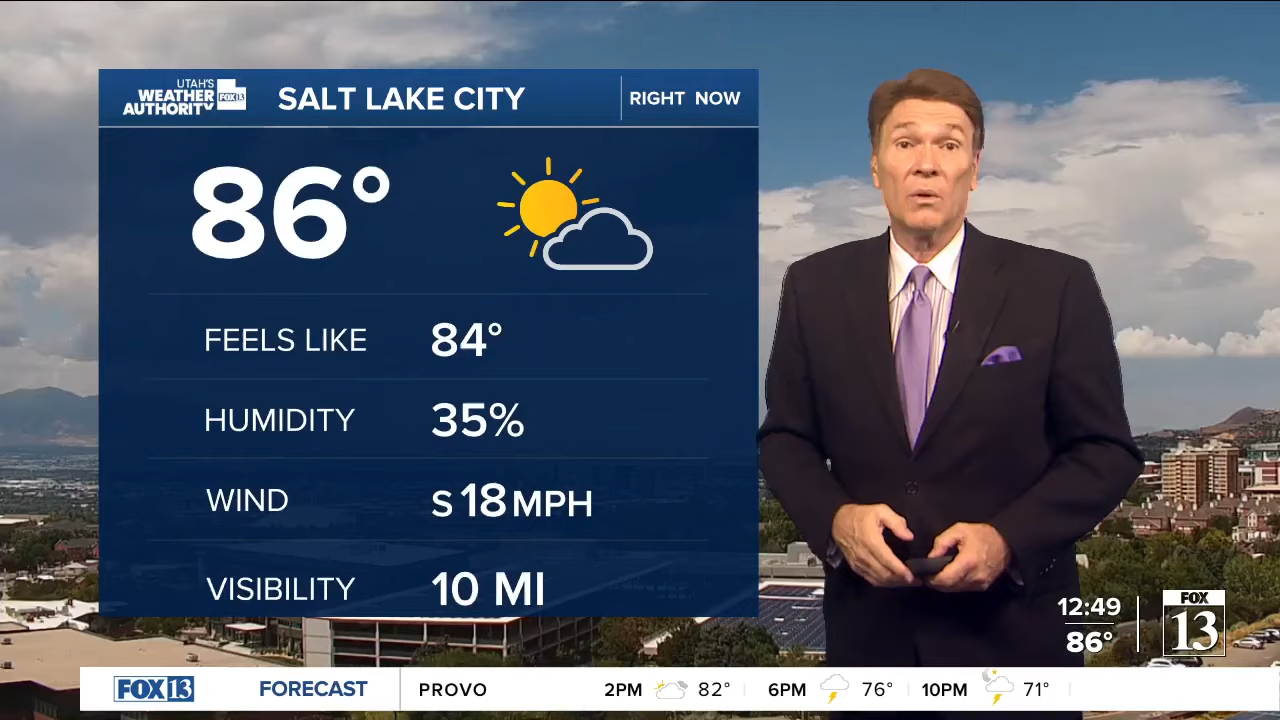 UTAH'S
WEATHER
AUTHORITY
FOX 13
SALT LAKE CITY
RIGHT NOW
86°
FEELS LIKE 84°
HUMIDITY 35%
WIND S 18 MPH
VISIBILITY 10 MI
12:49
86°
FOX
13
FOX 13 FORECAST PROVO 2PM 82° 6PM 76° 10PM 71°